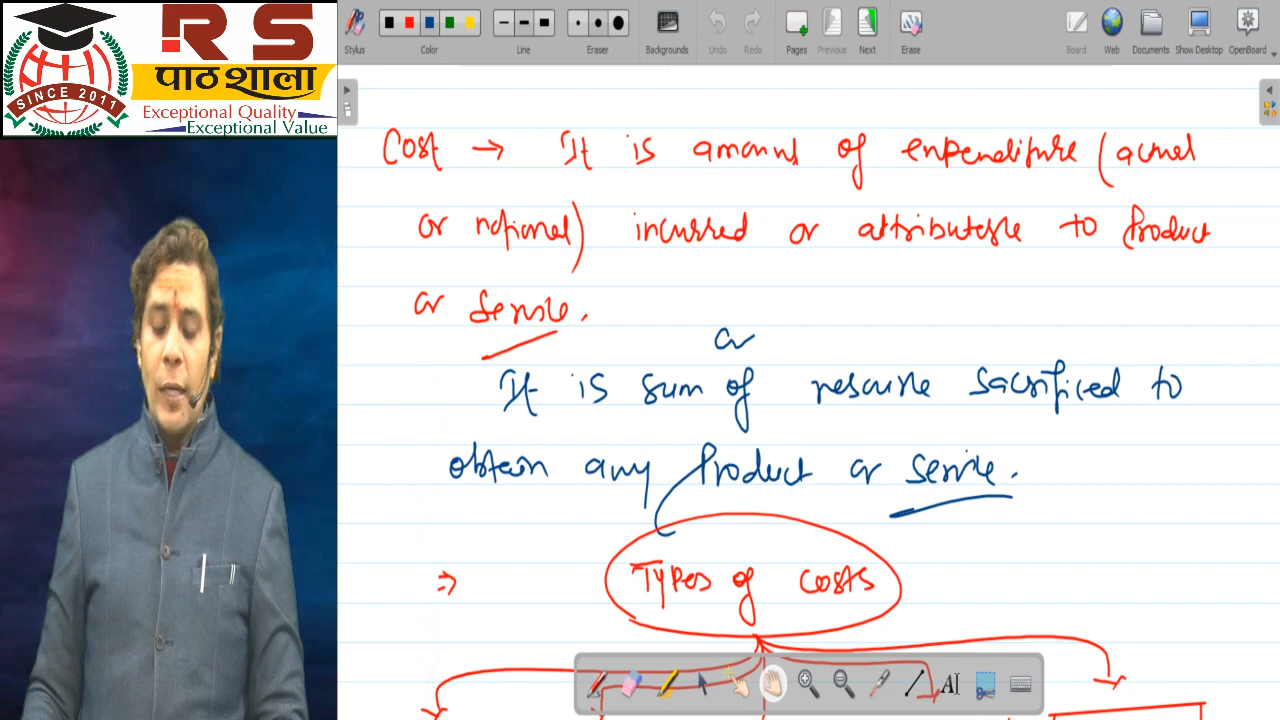 RS
पाठशाला
SINCE 2011
Exceptional Quality
Exceptional Value
Stylus
Color
Line
Eraser
Backgrounds
Undo
Redo
Pages
Previous
Next
Erase
Board
Web
Documents
Show Desktop
OpenBoard
Cost → It is amount of expenditure (actual
or notional) incurred or attributable to Product
or Service.
or
It is sum of resource sacrificed to
obtain any Product or Service.
⇒ Types of costs